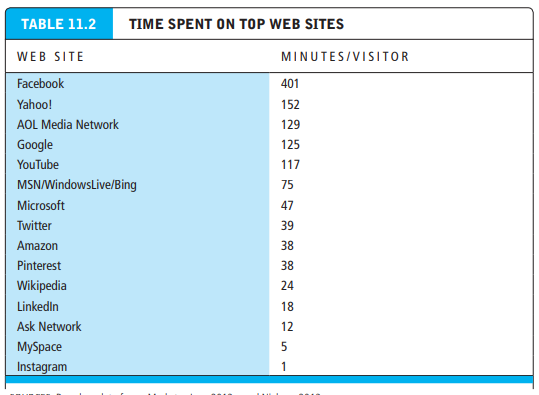 TABLE 11.2 TIME SPENT ON TOP WEB SITES
WEB SITE MINUTES/VISITOR
Facebook 401
Yahoo! 152
AOL Media Network 129
Google 125
YouTube 117
MSN/WindowsLive/Bing 75
Microsoft 47
Twitter 39
Amazon 38
Pinterest 38
Wikipedia 24
LinkedIn 18
Ask Network 12
MySpace 5
Instagram 1